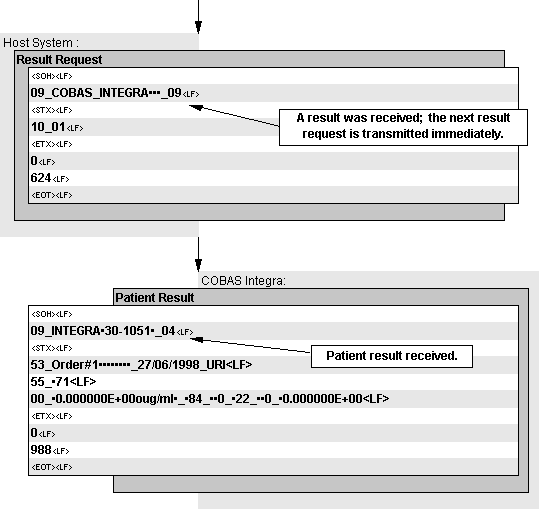 Host System :
Result Request
<SOH><LF>
09_COBAS_INTEGRA▪▪▪_09<LF>
<STX><LF>
A result was received; the next result
request is transmitted immediately.
10_01<LF>
<ETX><LF>
0<LF>
624<LF>
<EOT><LF>
COBAS Integra:
Patient Result
<SOH><LF>
09_INTEGRA▪30-1051▪_04<LF>
<STX><LF>
Patient result received.
53_Order#1▪▪▪▪▪▪▪▪_27/06/1998_URI<LF>
55_▪71<LF>
00_▪0.000000E+00oug/ml▪_▪84_▪▪0_▪22_▪▪0_▪0.000000E+00<LF>
<ETX><LF>
0<LF>
988<LF>
<EOT><LF>